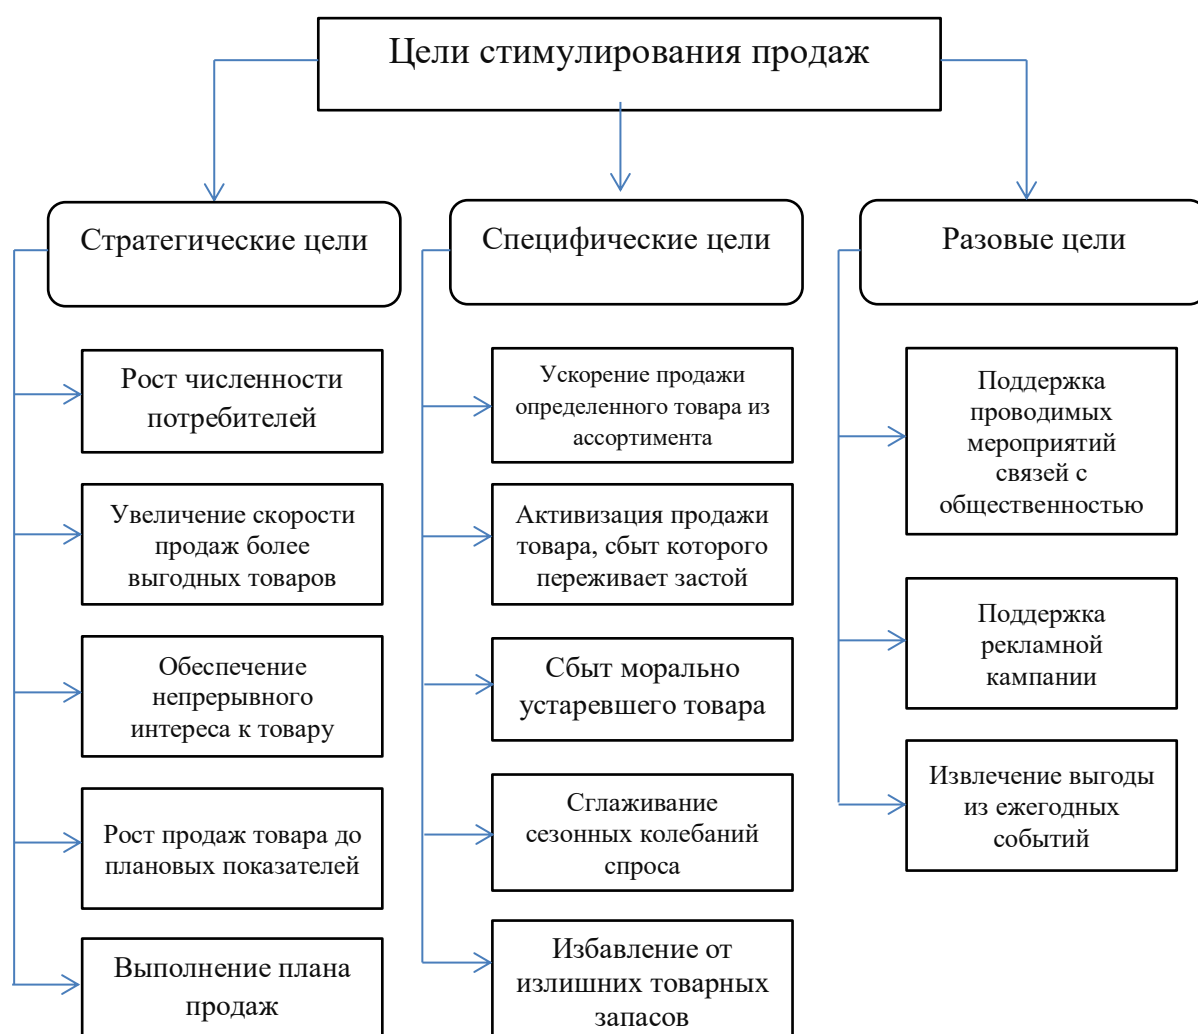 Цели стимулирования продаж
Стратегические цели
Рост численности
потребителей
Увеличение скорости
продаж более
выгодных товаров
Обеспечение
непрерывного
интереса к товару
Рост продаж товара до
плановых показателей
Выполнение плана
продаж
Специфические цели
Ускорение продажи
определенного товара из
ассортимента
Активизация продажи
товара, сбыт которого
переживает застой
Сбыт морально
устаревшего товара
Сглаживание
сезонных колебаний
спроса
Избавление от
излишних товарных
запасов
Разовые цели
Поддержка
проводимых
мероприятий
связей с
общественностью
Поддержка
рекламной
кампании
Извлечение выгоды
из ежегодных
событий